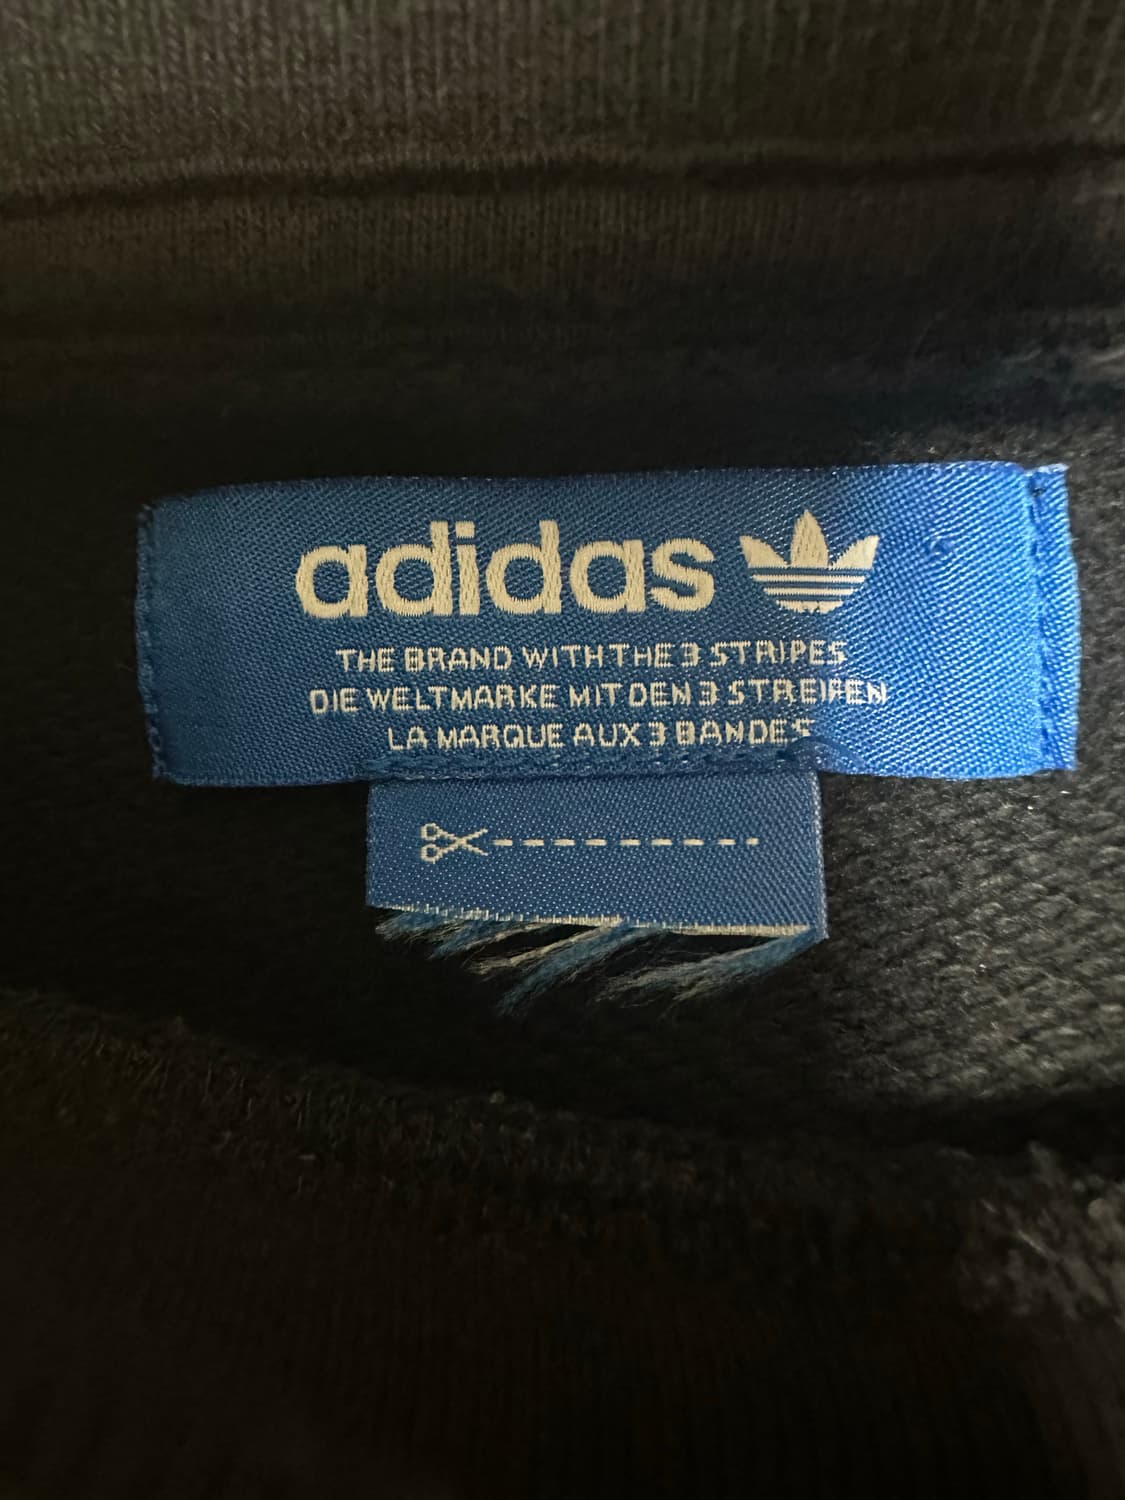 adidas
THE BRAND WITH THE 3 STRIPES
DIE WELTMARKE MIT DEN 3 STREIFEN
LA MARQUE AUX 3 BANDES